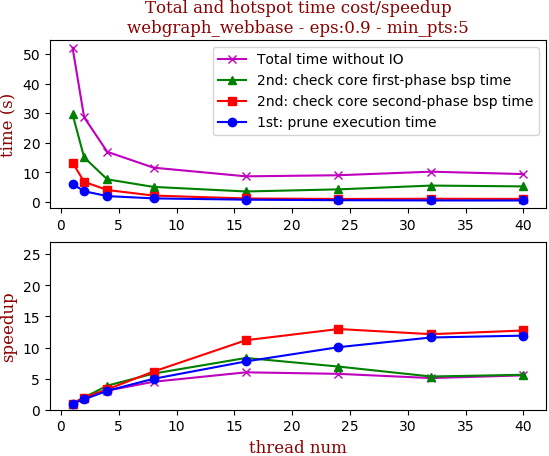 Total and hotspot time cost/speedup
webgraph_webbase - eps:0.9 - min_pts:5
time (s)
50
40
30
20
10
0
Total time without IO
2nd: check core first-phase bsp time
2nd: check core second-phase bsp time
1st: prune execution time
0 5 10 15 20 25 30 35 40
speedup
25
20
15
10
5
0
0 5 10 15 20 25 30 35 40
thread num